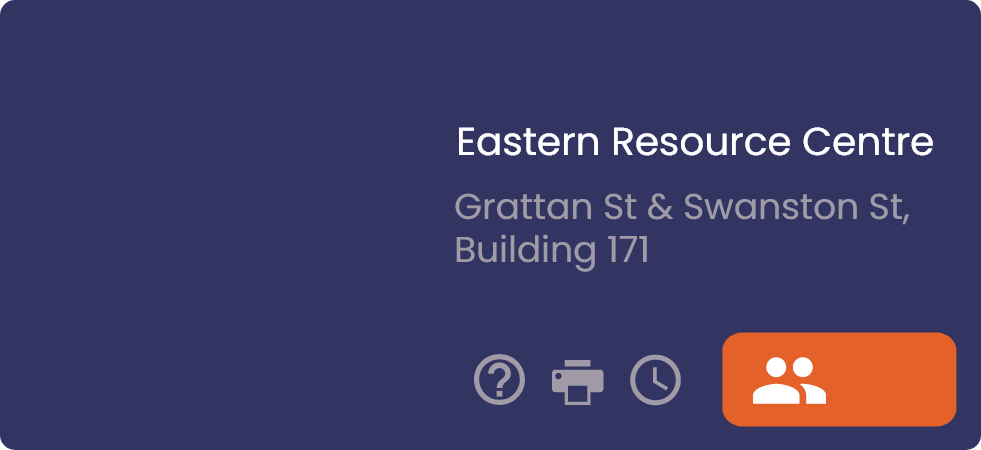 Eastern Resource Centre
Grattan St & Swanston St,
Building 171